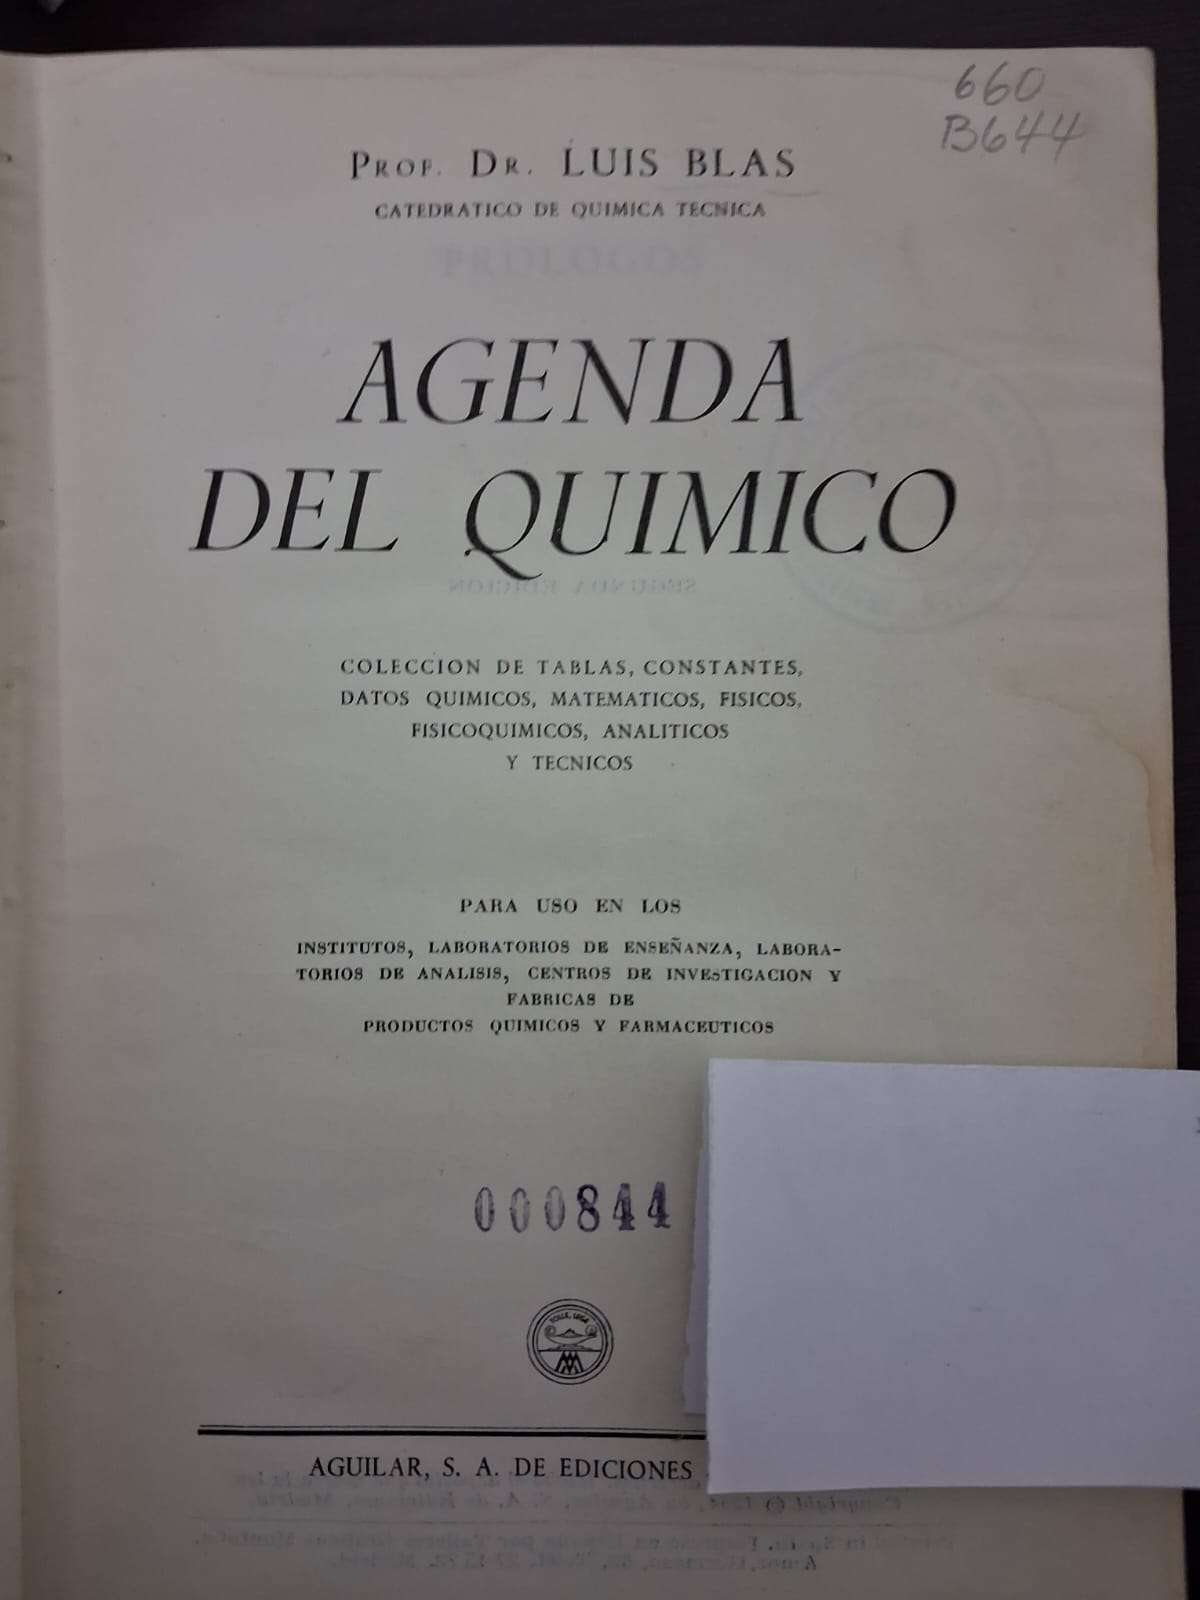 660
B644
PROF. DR. LUIS BLAS
CATEDRATICO DE QUIMICA TECNICA
AGENDA
DEL QUIMICO
COLECCION DE TABLAS, CONSTANTES,
DATOS QUIMICOS, MATEMATICOS, FISICOS,
FISICOQUIMICOS, ANALITICOS
Y TECNICOS
PARA USO EN LOS
INSTITUTOS, LABORATORIOS DE ENSEÑANZA, LABORA-
TORIOS DE ANALISIS, CENTROS DE INVESTIGACION Y
FABRICAS DE
PRODUCTOS QUIMICOS Y FARMACEUTICOS
000844
TOLLE, LEGE
AGUILAR, S. A. DE EDICIONES